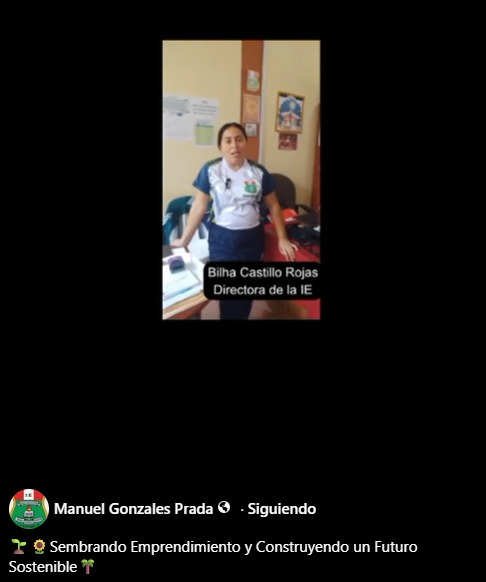 Bilha Castillo Rojas
Directora de la IE
Manuel Gonzales Prada · Siguiendo
Sembrando Emprendimiento y Construyendo un Futuro
Sostenible